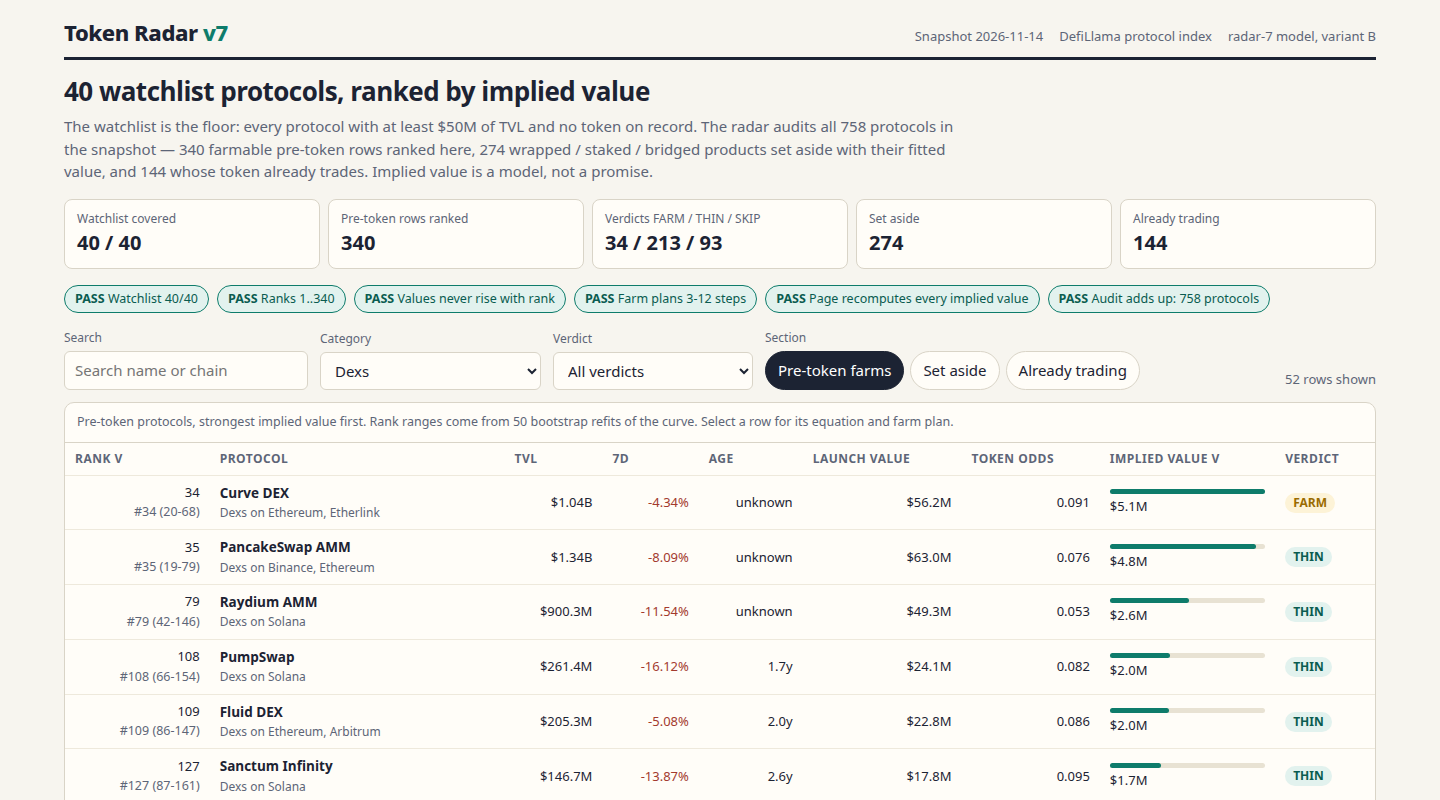 Token Radar v7
Snapshot 2026-11-14 DefiLlama protocol index radar-7 model, variant B
40 watchlist protocols, ranked by implied value
The watchlist is the floor: every protocol with at least $50M of TVL and no token on record. The radar audits all 758 protocols in
the snapshot — 340 farmable pre-token rows ranked here, 274 wrapped / staked / bridged products set aside with their fitted
value, and 144 whose token already trades. Implied value is a model, not a promise.
Watchlist covered
40 / 40
Pre-token rows ranked
340
Verdicts FARM / THIN / SKIP
34 / 213 / 93
Set aside
274
Already trading
144
PASS Watchlist 40/40
PASS Ranks 1..340
PASS Values never rise with rank
PASS Farm plans 3-12 steps
PASS Page recomputes every implied value
PASS Audit adds up: 758 protocols
Search
Search name or chain
Category
Dexs
Verdict
All verdicts
Section
Pre-token farms Set aside Already trading
52 rows shown
Pre-token protocols, strongest implied value first. Rank ranges come from 50 bootstrap refits of the curve. Select a row for its equation and farm plan.
RANK V PROTOCOL TVL 7D AGE LAUNCH VALUE TOKEN ODDS IMPLIED VALUE V VERDICT
34 Curve DEX $1.04B -4.34% unknown $56.2M 0.091 $5.1M FARM
#34 (20-68) Dexs on Ethereum, Etherlink
35 PancakeSwap AMM $1.34B -8.09% unknown $63.0M 0.076 $4.8M THIN
#35 (19-79) Dexs on Binance, Ethereum
79 Raydium AMM $900.3M -11.54% unknown $49.3M 0.053 $2.6M THIN
#79 (42-146) Dexs on Solana
108 PumpSwap $261.4M -16.12% 1.7y $24.1M 0.082 $2.0M THIN
#108 (66-154) Dexs on Solana
109 Fluid DEX $205.3M -5.08% 2.0y $22.8M 0.086 $2.0M THIN
#109 (86-147) Dexs on Ethereum, Arbitrum
127 Sanctum Infinity $146.7M -13.87% 2.6y $17.8M 0.095 $1.7M THIN
#127 (87-161) Dexs on Solana